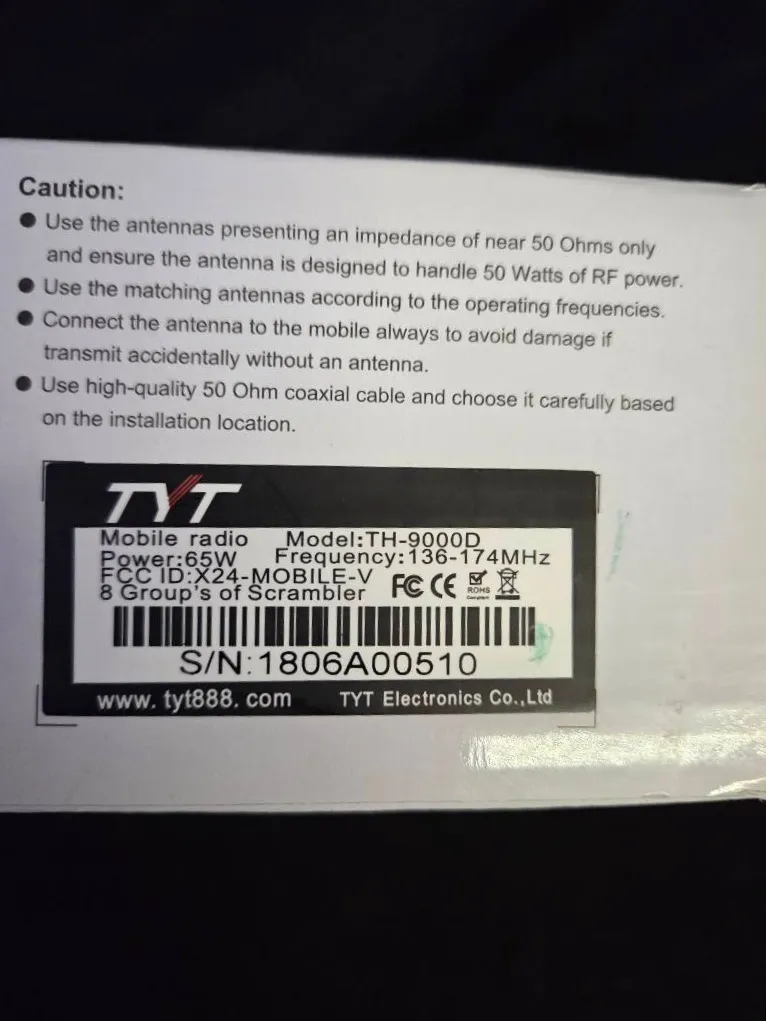 Caution:
● Use the antennas presenting an impedance of near 50 Ohms only
and ensure the antenna is designed to handle 50 Watts of RF power.
● Use the matching antennas according to the operating frequencies.
● Connect the antenna to the mobile always to avoid damage if
transmit accidentally without an antenna.
● Use high-quality 50 Ohm coaxial cable and choose it carefully based
on the installation location.
TYT
Mobile radio Model:TH-9000D
Power:65W Frequency:136-174MHz
FCC ID:X24-MOBILE-V
8 Group's of Scrambler FC CE ROHS
S/N:1806A00510
www.tyt888.com TYT Electronics Co.,Ltd